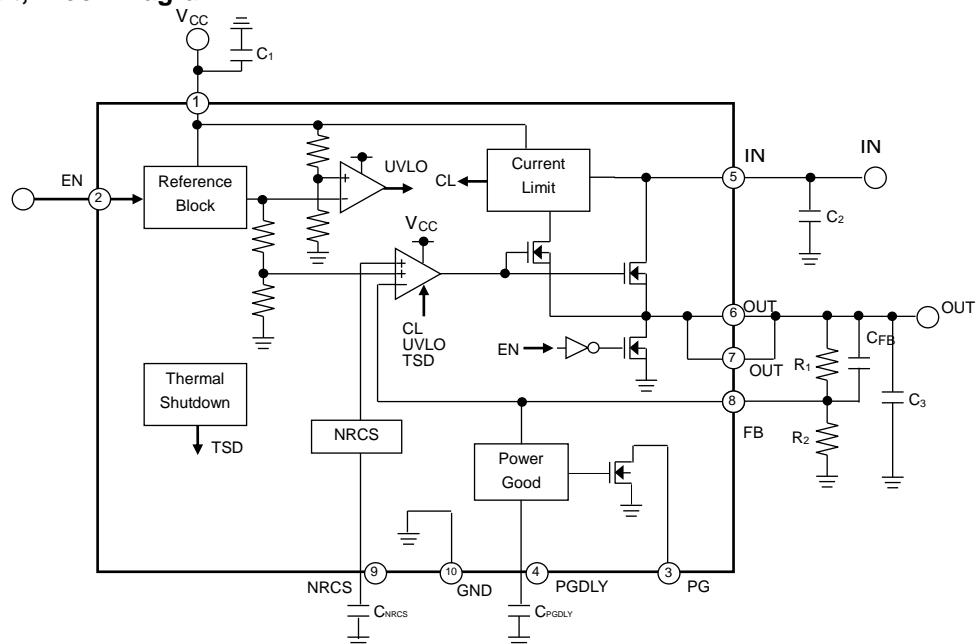 VCC
C1
1
IN
IN
EN
2
Reference
Block
UVLO
CL
Current
Limit
5
C2
VCC
CL
UVLO
TSD
EN
6
OUT
OUT
7
OUT
CFB
R1
C3
8
FB
R2
Thermal
Shutdown
TSD
NRCS
Power
Good
NRCS
9
10
GND
4
PGDLY
3
PG
CNRCS
CPGDLY